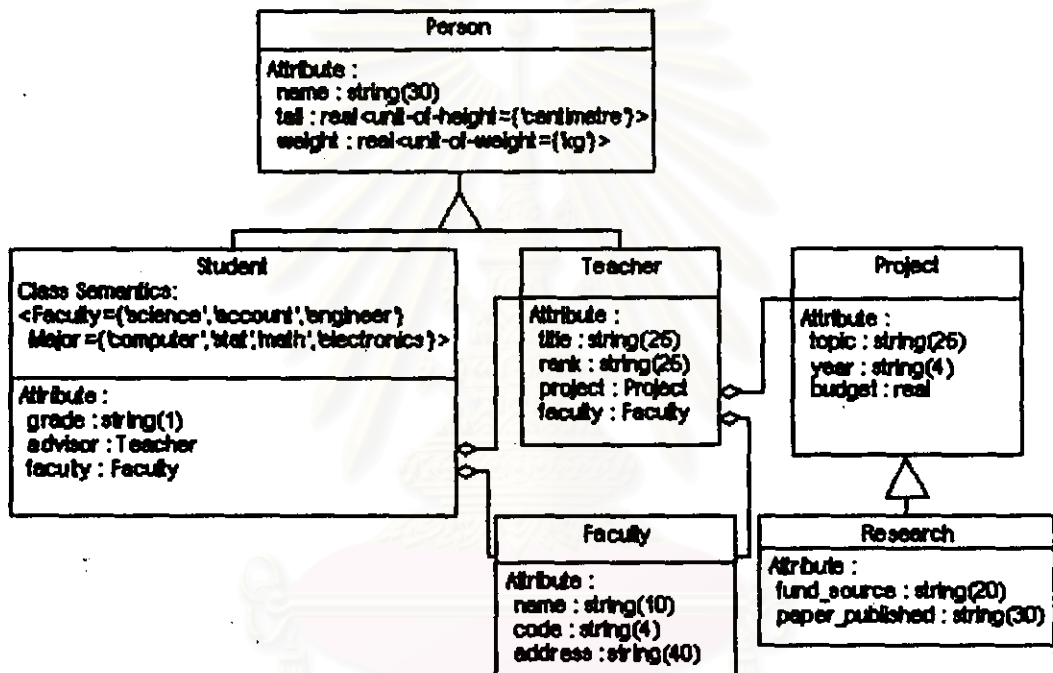 Person
Attribute :
name : string(30)
tall : real<unit-of-height={'centimetre'}>
weight : real<unit-of-weight={'kg'}>
Student
Class Semantics:
<Faculty={'science','account','engineer'}
Major={'computer','stat','math','electronics'}>
Attribute :
grade : string(1)
advisor : Teacher
faculty : Faculty
Teacher
Attribute :
title : string(25)
rank : string(25)
project : Project
faculty : Faculty
Project
Attribute :
topic : string(25)
year : string(4)
budget : real
Faculty
Attribute :
name : string(10)
code : string(4)
address : string(40)
Research
Attribute :
fund_source : string(20)
paper_published : string(30)